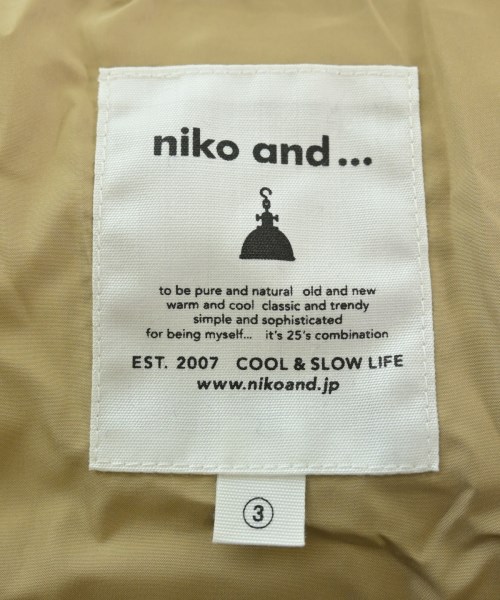 niko and...
to be pure and natural old and new
warm and cool classic and trendy
simple and sophisticated
for being myself... it's 25's combination
EST. 2007 COOL & SLOW LIFE
www.nikoand.jp
③